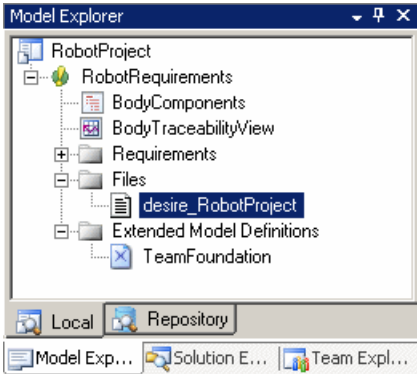 Model Explorer
RobotProject
RobotRequirements
BodyComponents
BodyTraceabilityView
Requirements
Files
desire_RobotProject
Extended Model Definitions
TeamFoundation
Local Repository
Model Exp... Solution E... Team Expl...